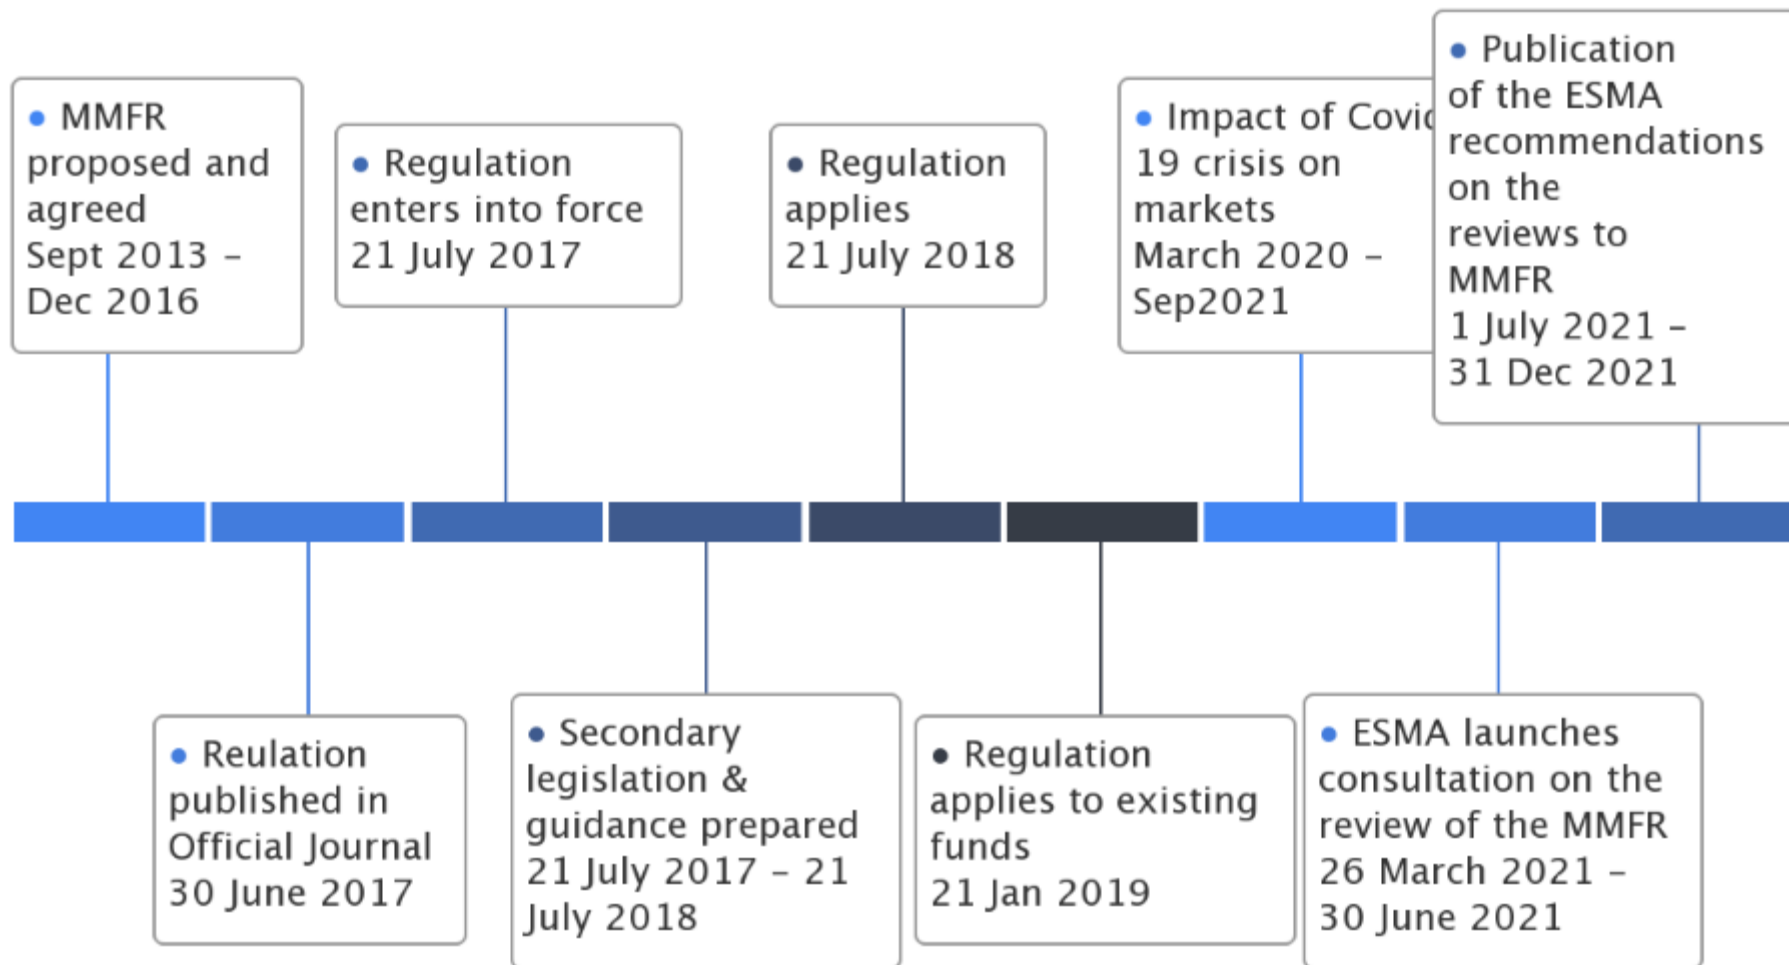 • MMFR
proposed and
agreed
Sept 2013 –
Dec 2016
• Reulation
published in
Official Journal
30 June 2017
• Regulation
enters into force
21 July 2017
• Secondary
legislation &
guidance prepared
21 July 2017 – 21
July 2018
• Regulation
applies
21 July 2018
• Regulation
applies to existing
funds
21 Jan 2019
• Impact of Covid
19 crisis on
markets
March 2020 –
Sep2021
• ESMA launches
consultation on the
review of the MMFR
26 March 2021 –
30 June 2021
• Publication
of the ESMA
recommendations
on the
reviews to
MMFR
1 July 2021 –
31 Dec 2021